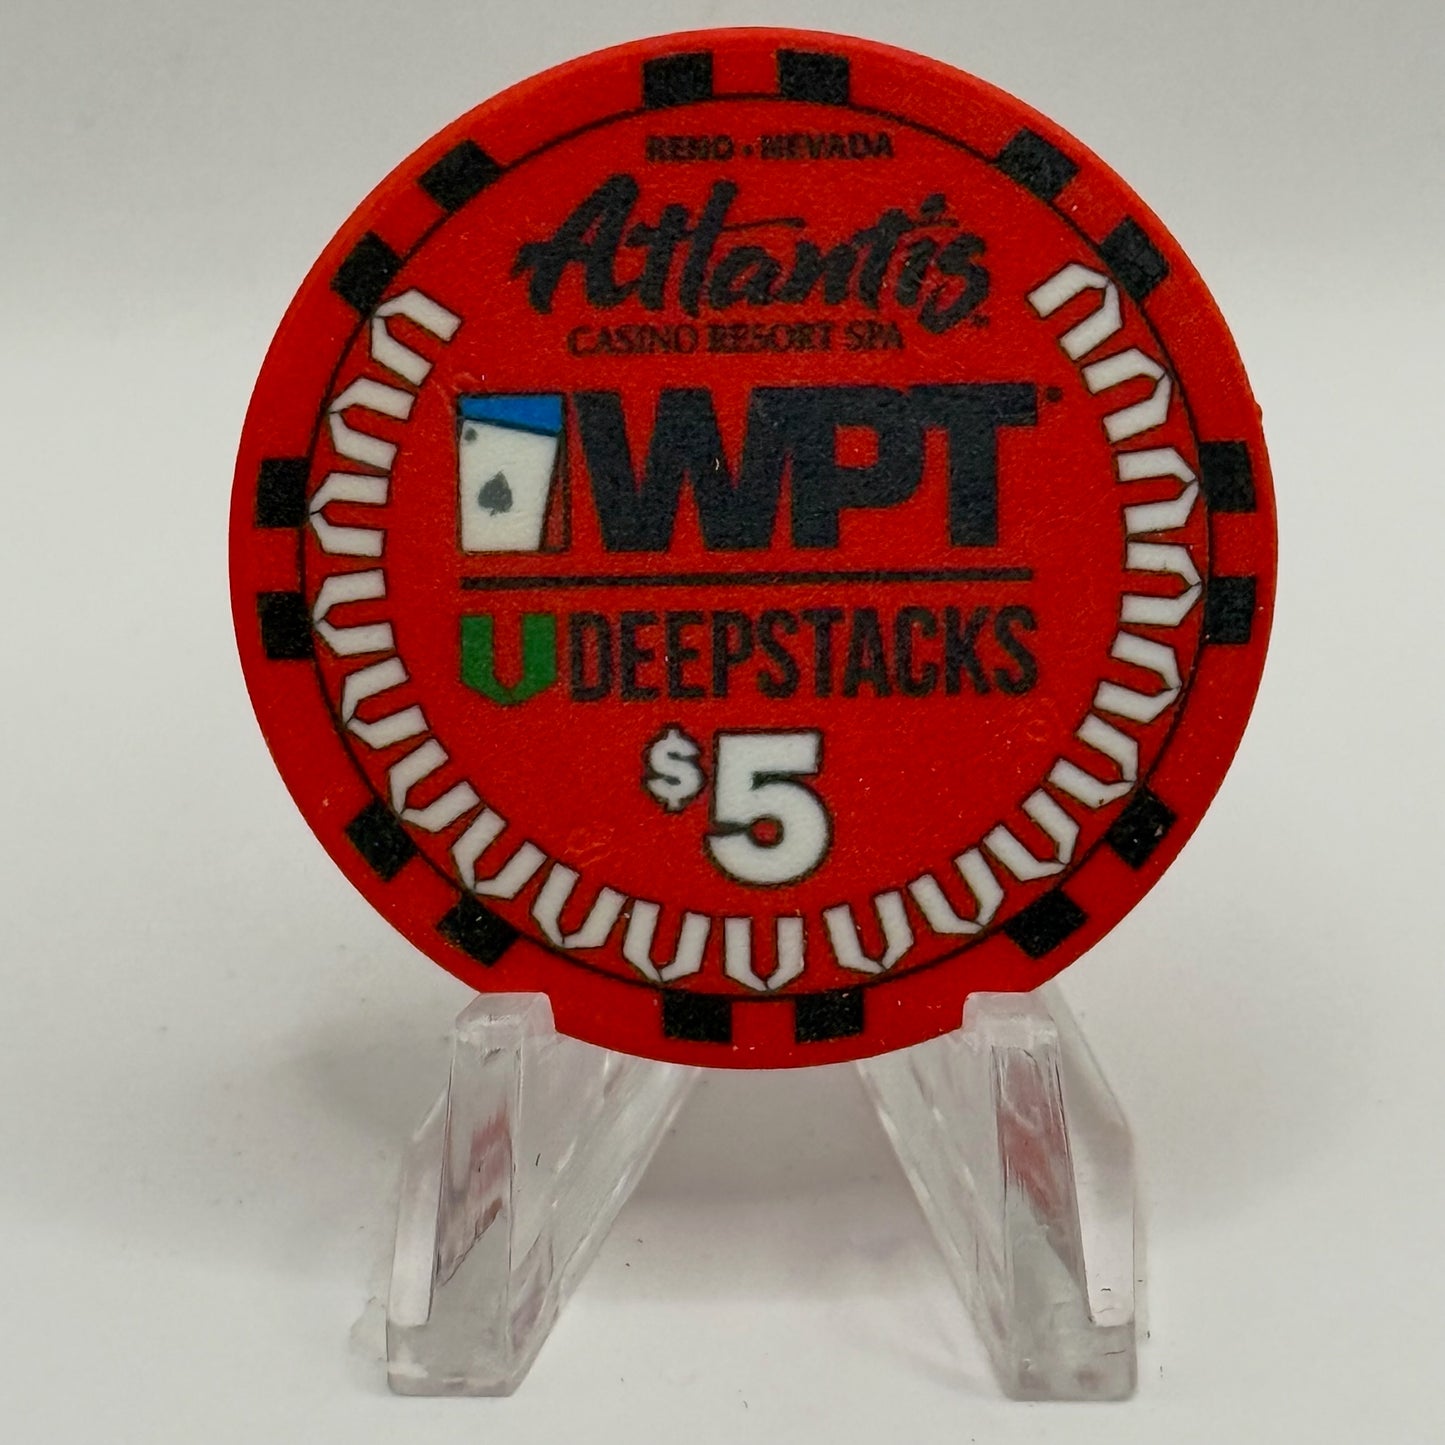 RENO • NEVADA
Atlantis
CASINO RESORT SPA
WPT
DEEPSTACKS
$5